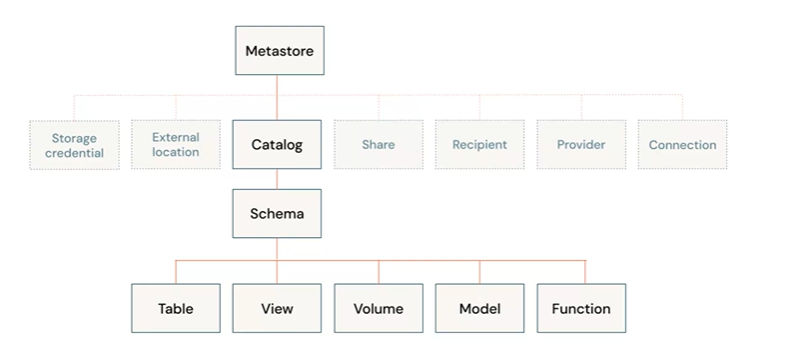 Metastore
Storage
credential
External
location
Catalog
Share
Recipient
Provider
Connection
Schema
Table
View
Volume
Model
Function